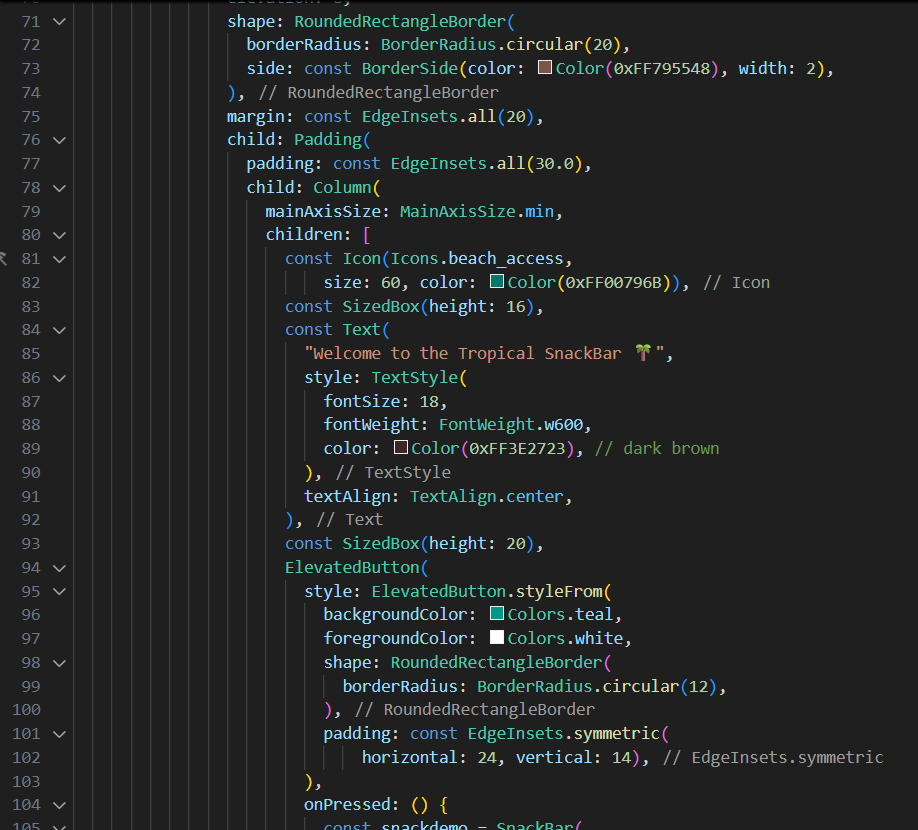 71 shape: RoundedRectangleBorder(
72 borderRadius: BorderRadius.circular(20),
73 side: const BorderSide(color: Color(0xFF795548), width: 2),
74 ), // RoundedRectangleBorder
75 margin: const EdgeInsets.all(20),
76 child: Padding(
77 padding: const EdgeInsets.all(30.0),
78 child: Column(
79 mainAxisSize: MainAxisSize.min,
80 children: [
81 const Icon(Icons.beach_access,
82 size: 60, color: Color(0xFF00796B)), // Icon
83 const SizedBox(height: 16),
84 const Text(
85 "Welcome to the Tropical SnackBar 🌴",
86 style: TextStyle(
87 fontSize: 18,
88 fontWeight: FontWeight.w600,
89 color: Color(0xFF3E2723), // dark brown
90 ), // TextStyle
91 textAlign: TextAlign.center,
92 ), // Text
93 const SizedBox(height: 20),
94 ElevatedButton(
95 style: ElevatedButton.styleFrom(
96 backgroundColor: Colors.teal,
97 foregroundColor: Colors.white,
98 shape: RoundedRectangleBorder(
99 borderRadius: BorderRadius.circular(12),
100 ), // RoundedRectangleBorder
101 padding: const EdgeInsets.symmetric(
102 horizontal: 24, vertical: 14), // EdgeInsets.symmetric
103 ),
104 onPressed: () {
105 const snackdemo = SnackBar(